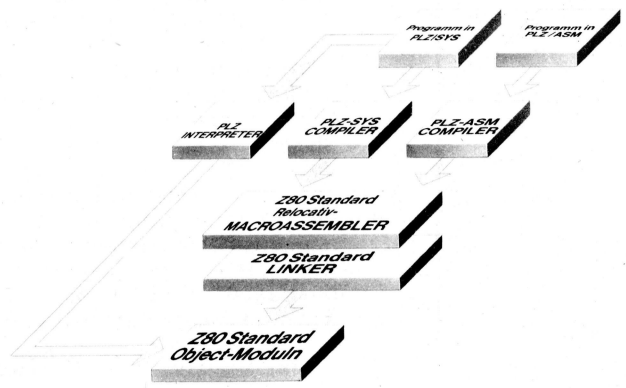 Programm in
PLZ/SYS
Programm in
PLZ/ASM
PLZ
INTERPRETER
PLZ-SYS
COMPILER
PLZ-ASM
COMPILER
Z80 Standard
Relocativ-
MACROASSEMBLER
Z80 Standard
LINKER
Z80 Standard
Object-Moduln